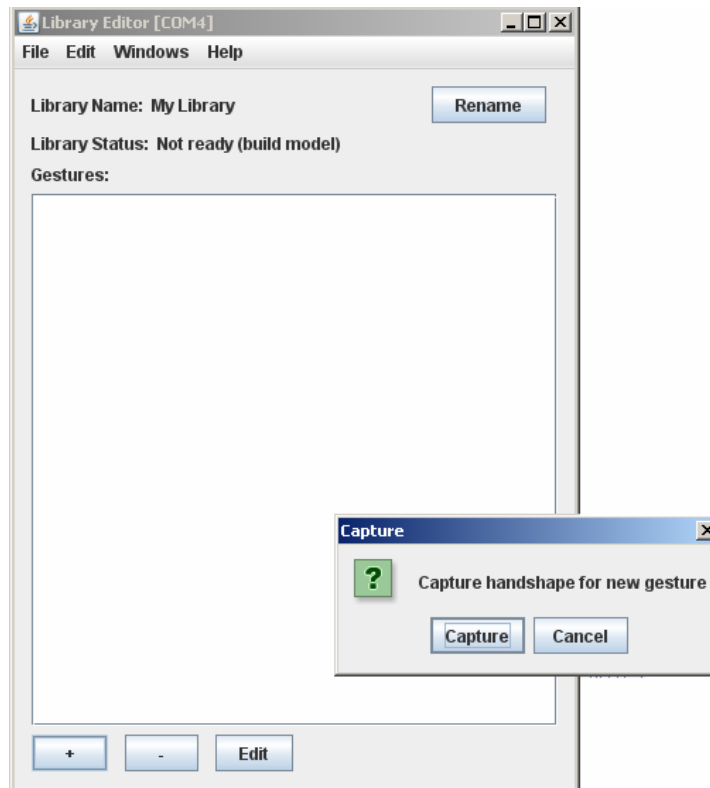 Library Editor [COM4]
File Edit Windows Help
Library Name: My Library
Rename
Library Status: Not ready (build model)
Gestures:
Capture
?
Capture handshape for new gesture
Capture Cancel
+ - Edit